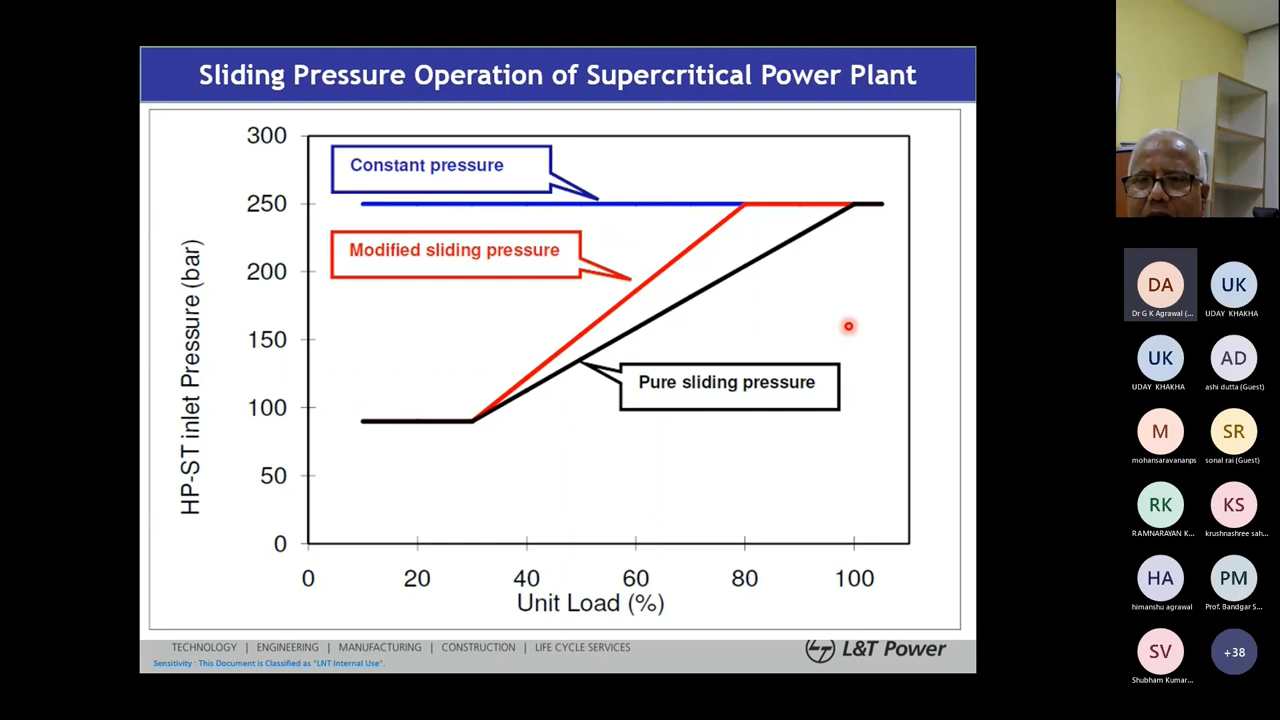 Sliding Pressure Operation of Supercritical Power Plant
300
250
200
150
100
50
0
HP-ST inlet Pressure (bar)
Constant pressure
Modified sliding pressure
Pure sliding pressure
0 20 40 60 80 100
Unit Load (%)
TECHNOLOGY | ENGINEERING | MANUFACTURING | CONSTRUCTION | LIFE CYCLE SERVICES
Sensitivity : This Document is Classified as "LNT Internal Use".
L&T Power
DA
Dr G K Agrawal (...
UK
UDAY KHAKHA
UK
UDAY KHAKHA
AD
ashi dutta (Guest)
M
mohansaravananps
SR
sonal rai (Guest)
RK
RAMNARAYAN K...
KS
krushnashree sah...
HA
himanshu agrawal
PM
Prof. Bandgar S...
SV
Shubham Kumar...
+38